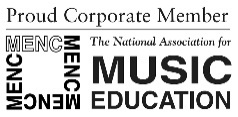 Proud Corporate Member
MENC
MENC
MENC
MENC
The National Association for
MUSIC
EDUCATION